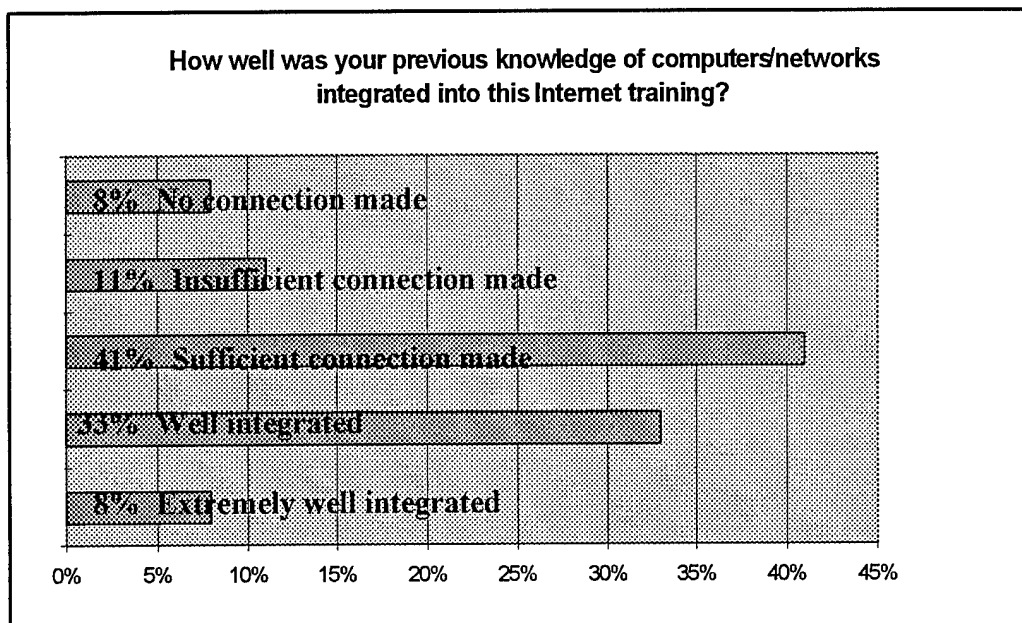 How well was your previous knowledge of computers/networks
integrated into this Internet training?
8% No connection made
11% Insufficient connection made
41% Sufficient connection made
33% Well integrated
8% Extremely well integrated
0% 5% 10% 15% 20% 25% 30% 35% 40% 45%